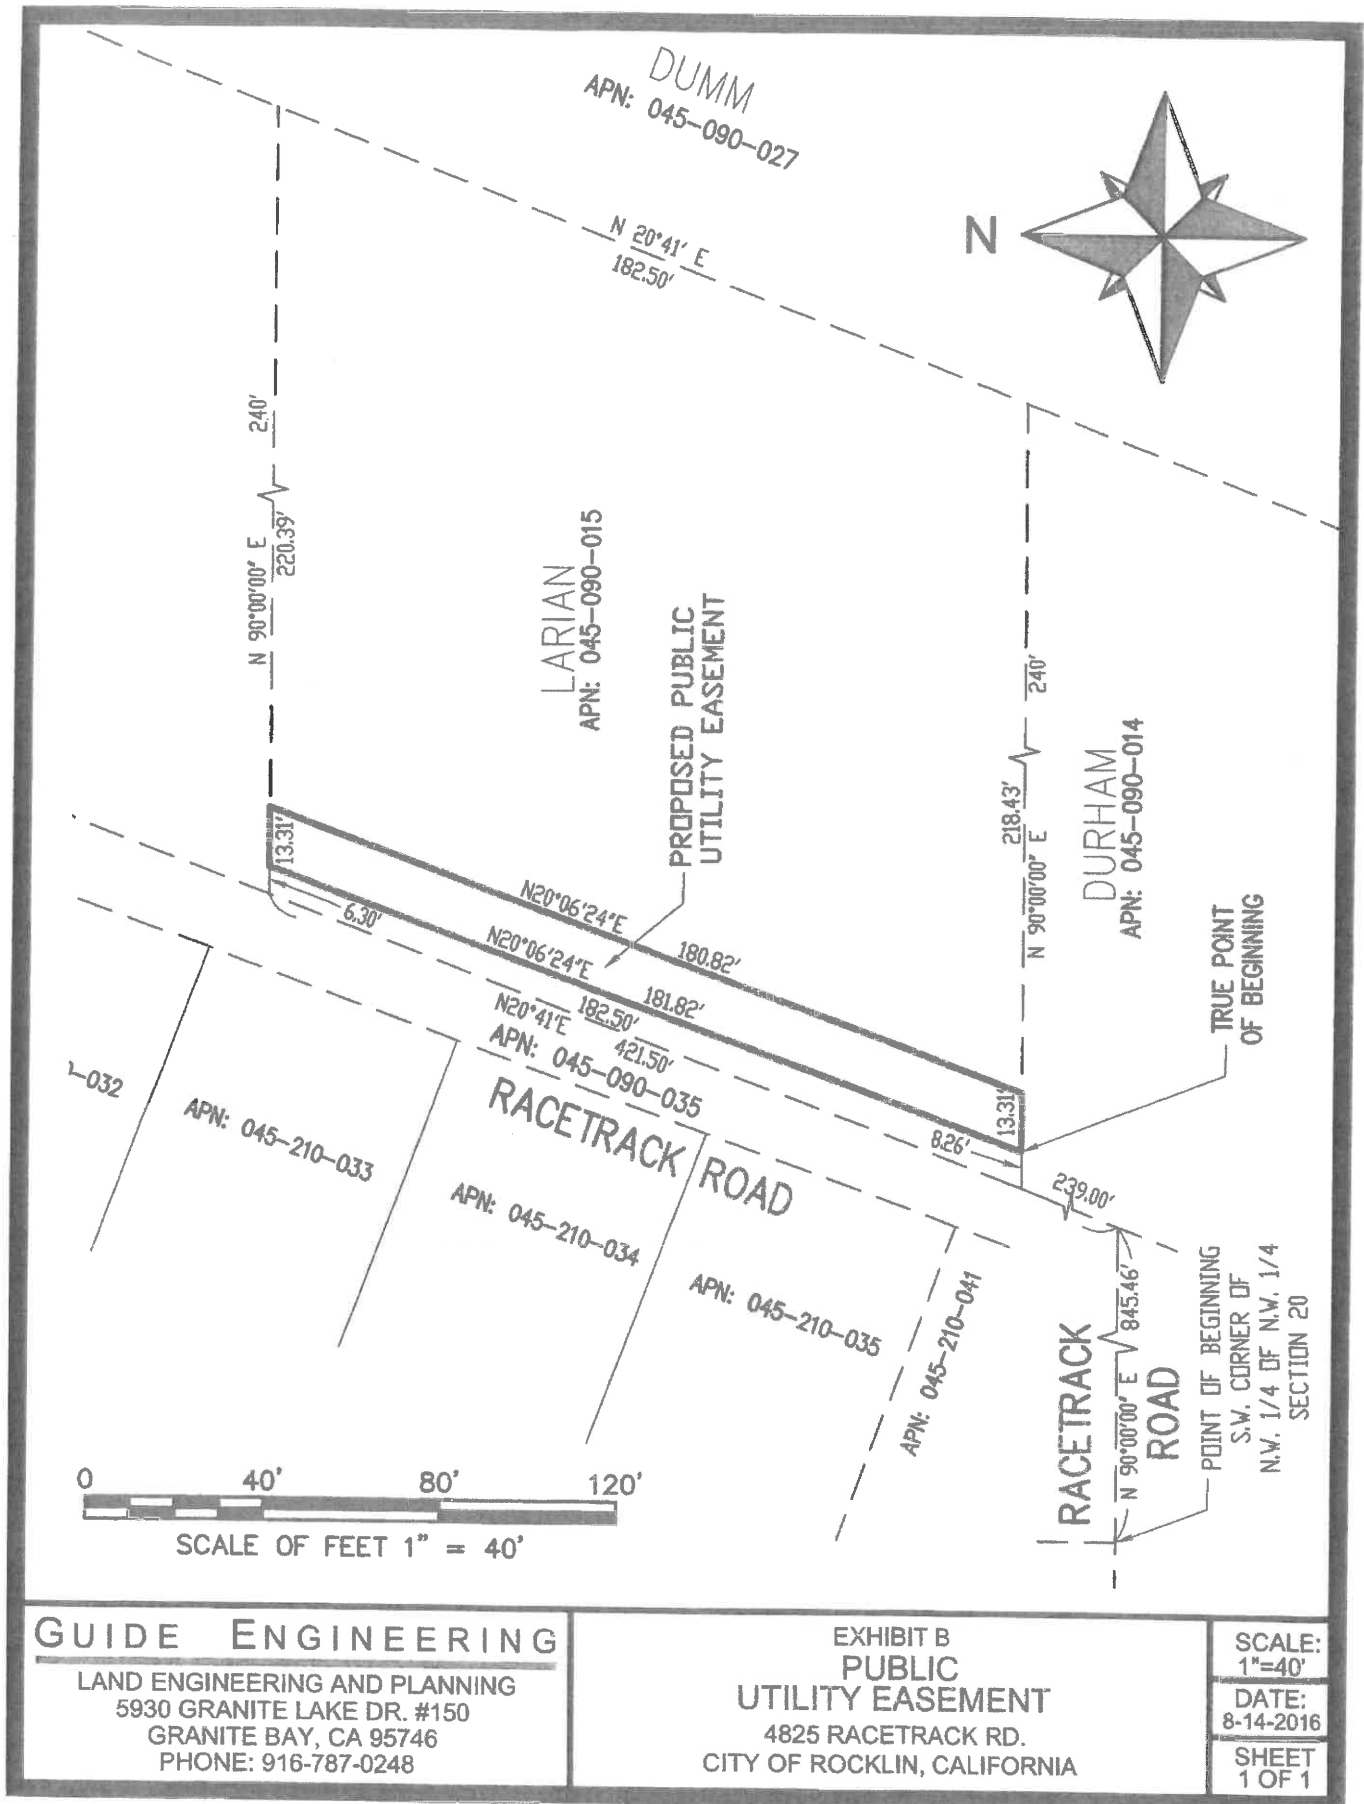 DUMM
APN: 045-090-027
N
N 20°41' E
182.50'
240'
N 90°00'00" E
220.39'
LARIAN
APN: 045-090-015
PROPOSED PUBLIC
UTILITY EASEMENT
240'
218.43'
N 90°00'00" E
DURHAM
APN: 045-090-014
TRUE POINT
OF BEGINNING
13.31'
6.30'
N20°06'24"E
180.82'
N20°06'24"E
181.82'
N20°41'E
182.50'
421.50'
APN: 045-090-035
RACETRACK ROAD
13.31'
8.26'
239.00'
-032
APN: 045-210-033
APN: 045-210-034
APN: 045-210-035
APN: 045-210-041
RACETRACK
ROAD
N 90°00'00" E
845.46'
POINT OF BEGINNING
S.W. CORNER OF
N.W. 1/4 OF N.W. 1/4
SECTION 20
0 40' 80' 120'
SCALE OF FEET 1" = 40'
GUIDE ENGINEERING
LAND ENGINEERING AND PLANNING
5930 GRANITE LAKE DR. #150
GRANITE BAY, CA 95746
PHONE: 916-787-0248
EXHIBIT B
PUBLIC
UTILITY EASEMENT
4825 RACETRACK RD.
CITY OF ROCKLIN, CALIFORNIA
SCALE:
1"=40'
DATE:
8-14-2016
SHEET
1 OF 1